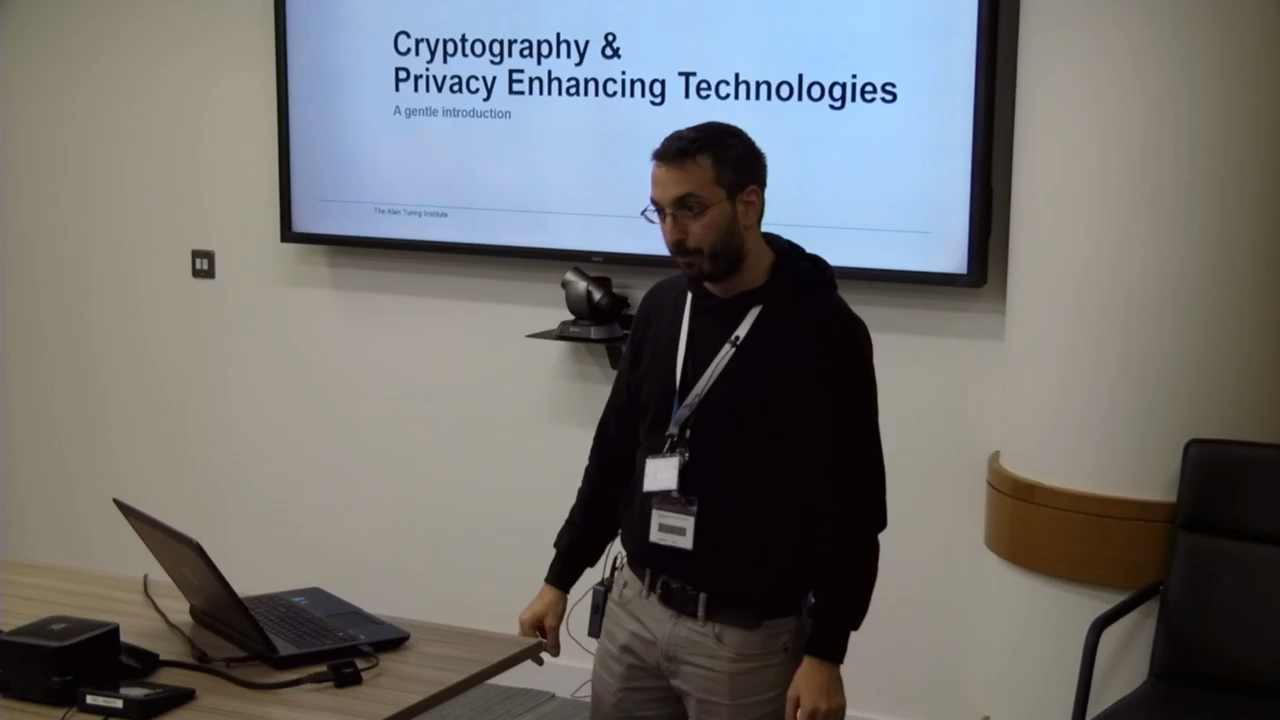 Cryptography &
Privacy Enhancing Technologies
A gentle introduction
The Alan Turing Institute